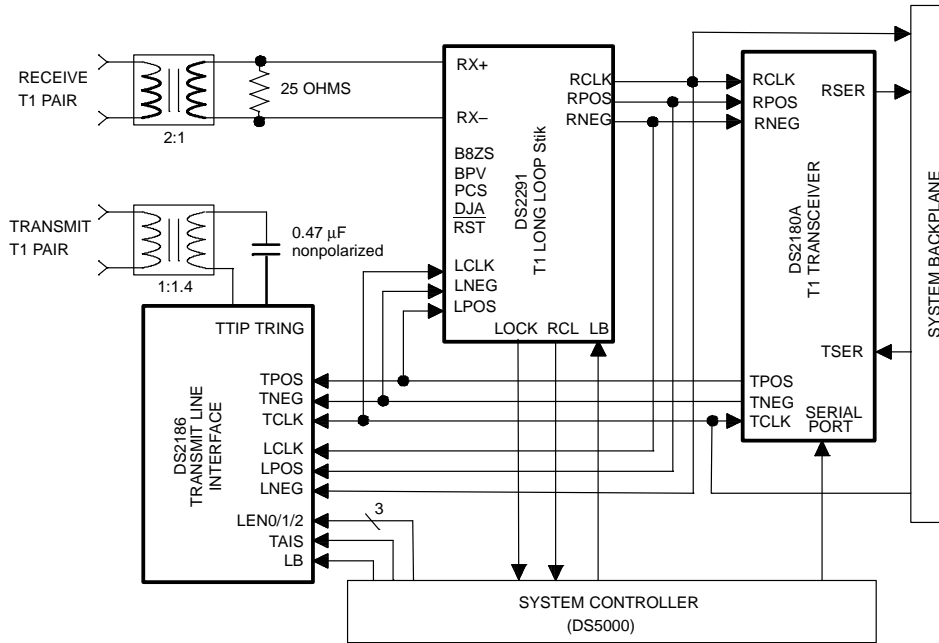 RECEIVE
T1 PAIR
2:1
25 OHMS
TRANSMIT
T1 PAIR
1:1.4
0.47 µF
nonpolarized
RX+
RX–
B8ZS
BPV
PCS
DJA
RST
LCLK
LNEG
LPOS
RCLK
RPOS
RNEG
DS2291
T1 LONG LOOP Stik
LOCK RCL LB
RCLK
RPOS
RNEG
RSER
DS2180A
T1 TRANSCEIVER
TSER
TPOS
TNEG
TCLK
SERIAL
PORT
SYSTEM BACKPLANE
TTIP TRING
DS2186
TRANSMIT LINE
INTERFACE
TPOS
TNEG
TCLK
LCLK
LPOS
LNEG
LEN0/1/2
TAIS
LB
3
SYSTEM CONTROLLER
(DS5000)